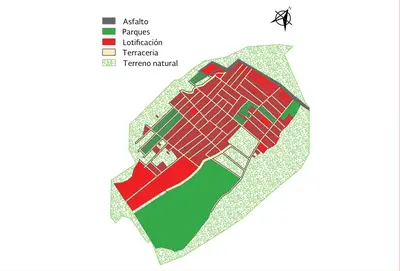 Asfalto
Parques
Lotificación
Terraceria
Terreno natural